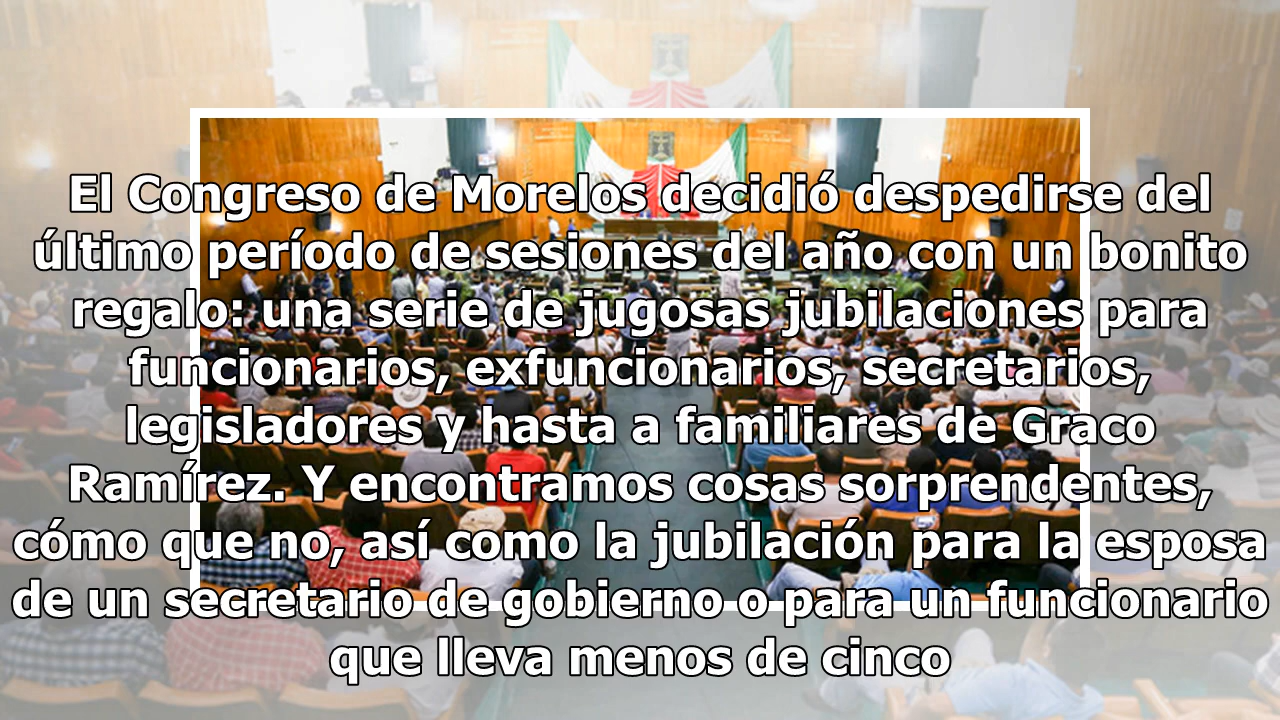 El Congreso de Morelos decidió despedirse del
último período de sesiones del año con un bonito
regalo: una serie de jugosas jubilaciones para
funcionarios, exfuncionarios, secretarios,
legisladores y hasta a familiares de Graco
Ramírez. Y encontramos cosas sorprendentes,
cómo que no, así como la jubilación para la esposa
de un secretario de gobierno o para un funcionario
que lleva menos de cinco